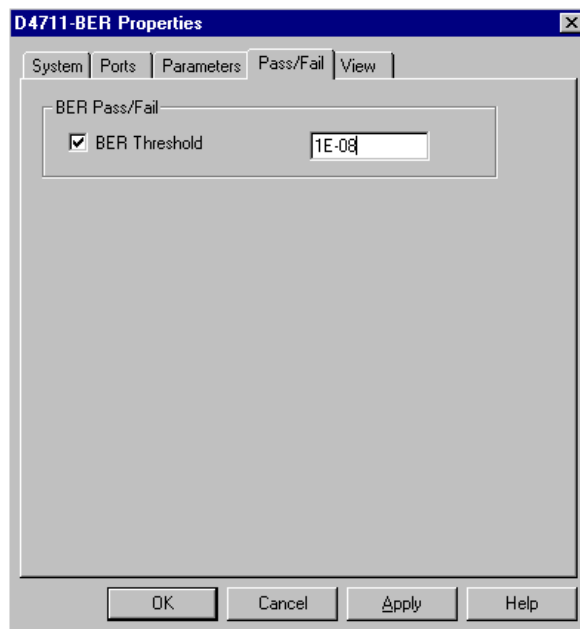 D4711-BER Properties
System Ports Parameters Pass/Fail View
BER Pass/Fail
BER Threshold 1E-08
OK Cancel Apply Help